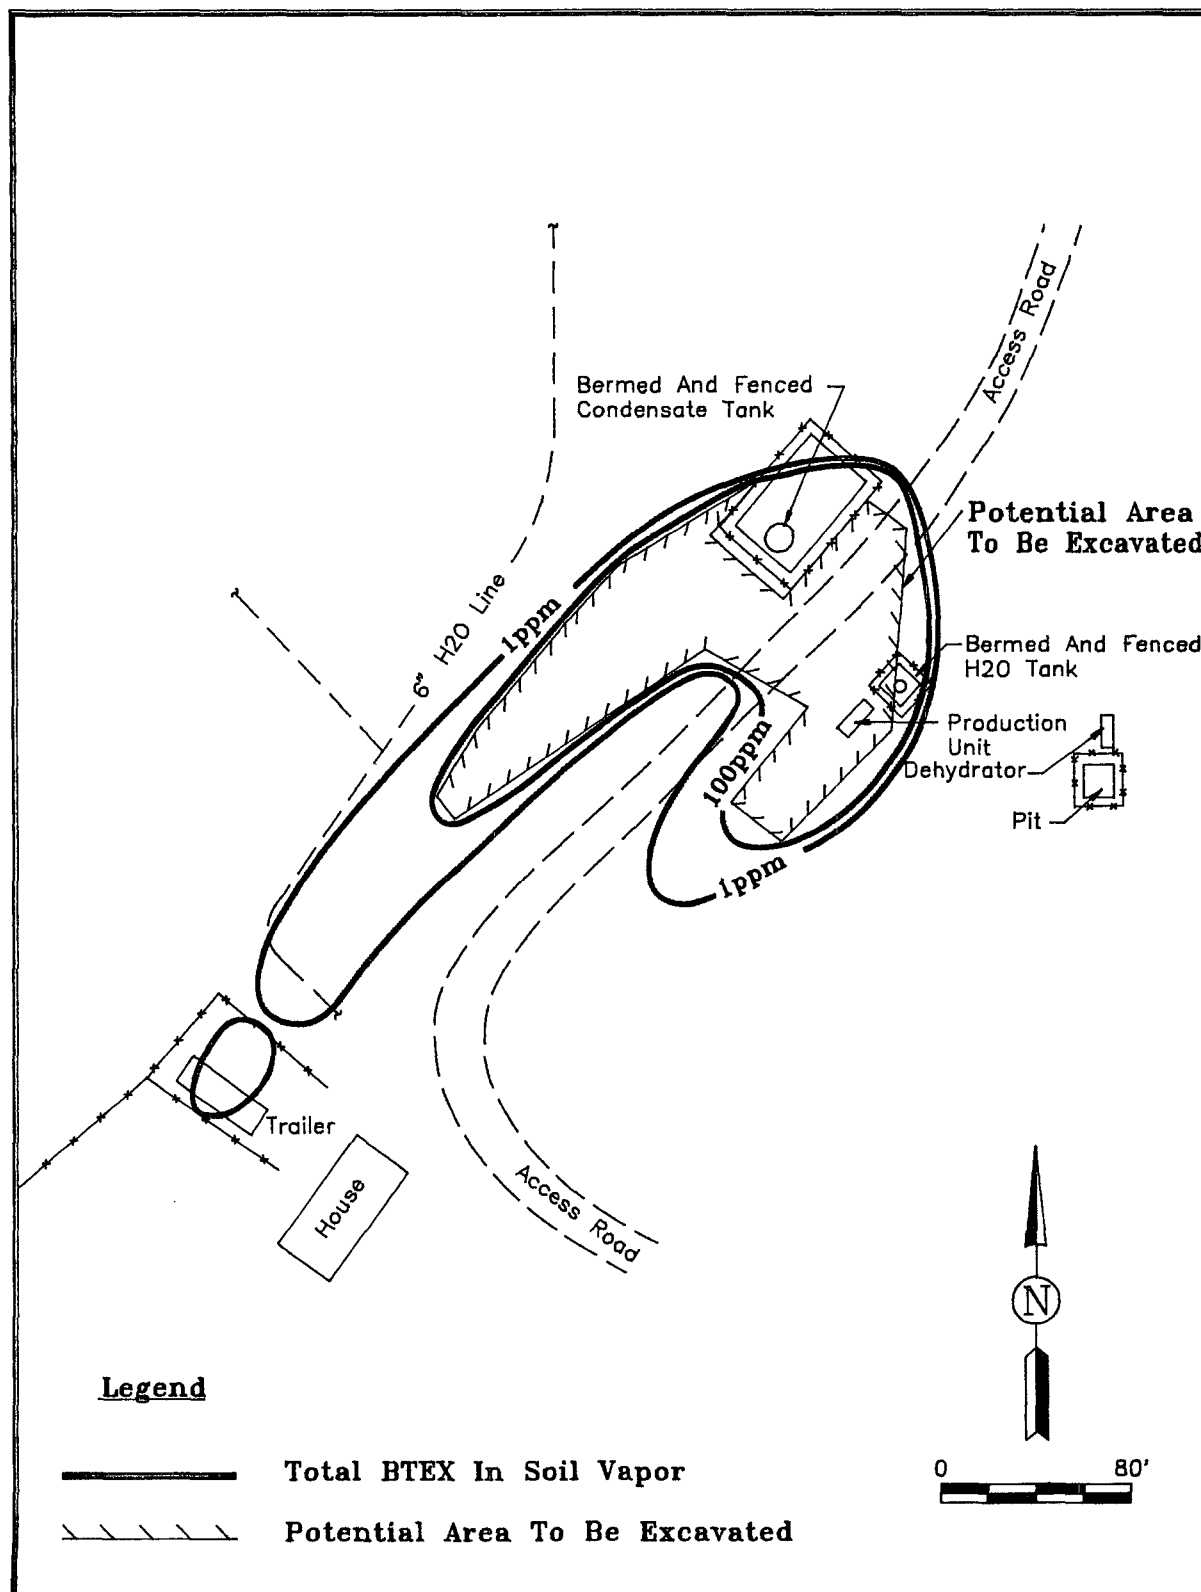 Bermed And Fenced
Condensate Tank
Access Road
Potential Area
To Be Excavated
6" H2O Line
1ppm
Bermed And Fenced
H2O Tank
Production
Unit
Dehydrator
100ppm
Pit
1ppm
Trailer
House
Access Road
N
Legend
Total BTEX In Soil Vapor
0 80'
Potential Area To Be Excavated